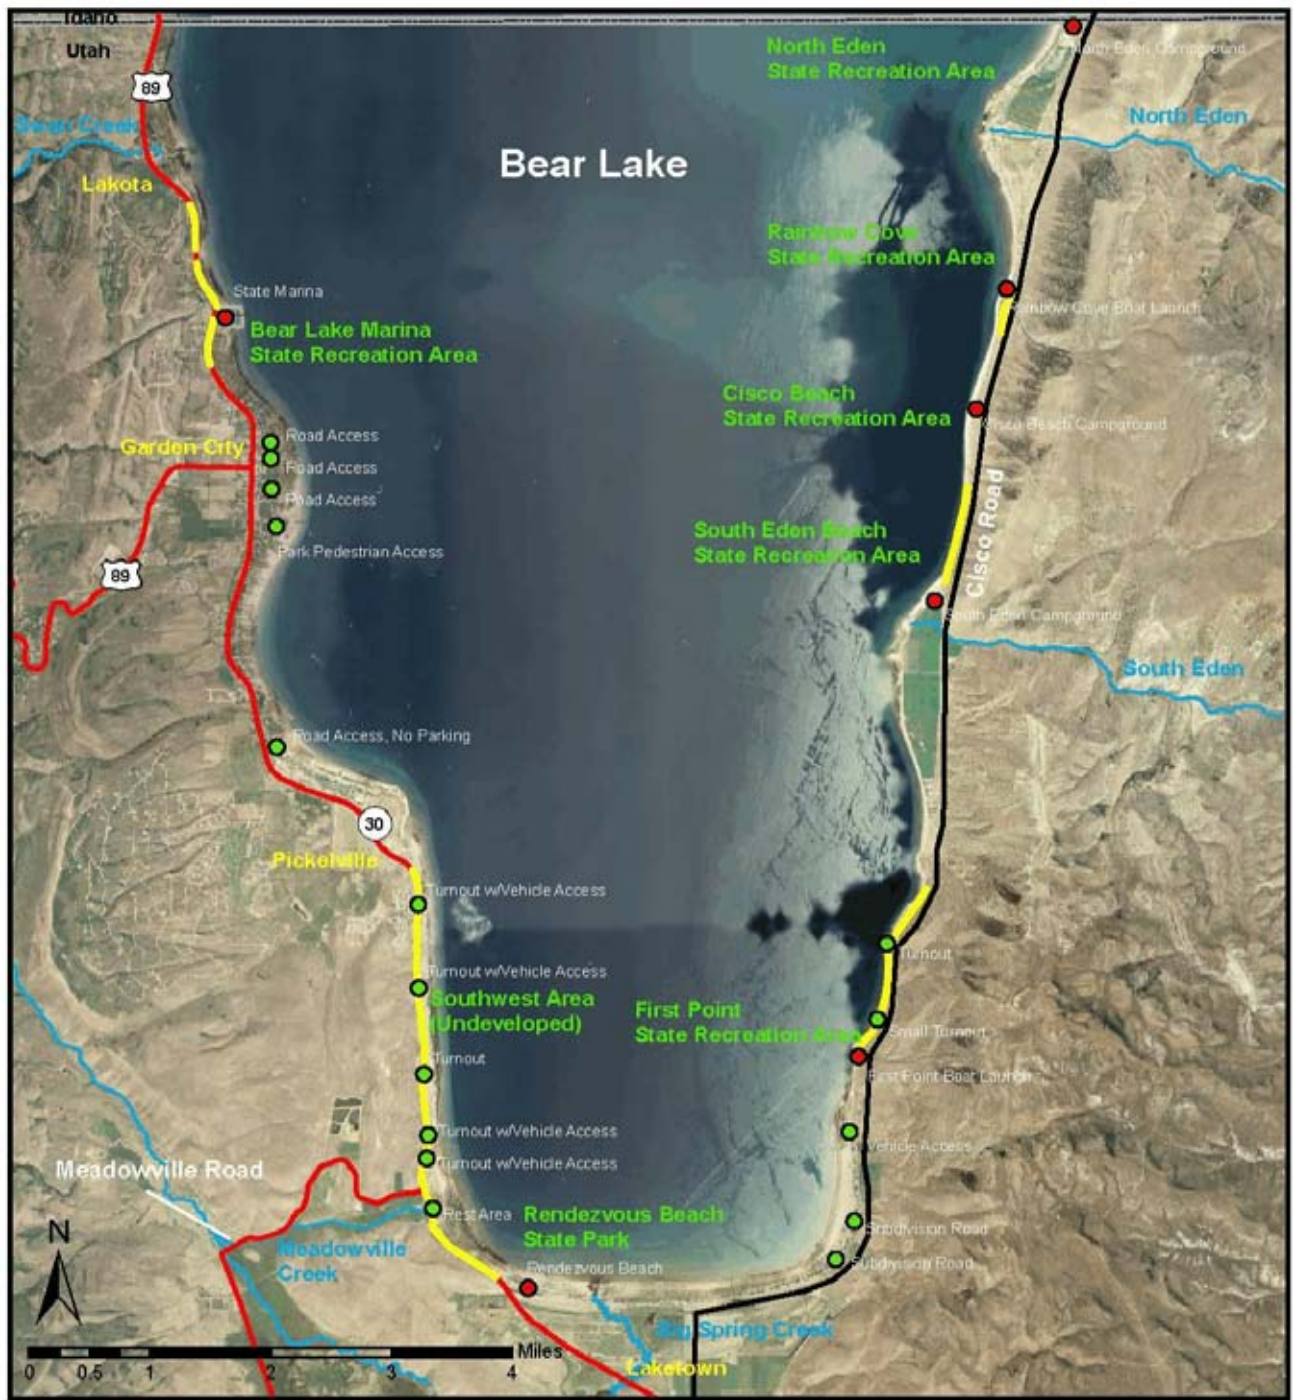 Idaho
Utah
89
Swan Creek
Lakota
North Eden
State Recreation Area
North Eden Campground
North Eden
Bear Lake
Rainbow Cove
State Recreation Area
Rainbow Cove Boat Launch
State Marina
Bear Lake Marina
State Recreation Area
Cisco Beach
State Recreation Area
Cisco Beach Campground
Garden City
Road Access
Road Access
Road Access
Park Pedestrian Access
89
Cisco Road
South Eden Beach
State Recreation Area
South Eden Campground
South Eden
Road Access, No Parking
30
Pickelville
Turnout w/Vehicle Access
Turnout
Turnout w/Vehicle Access
Southwest Area
(Undeveloped)
First Point
State Recreation Area
Small Turnout
Turnout
First Point Boat Launch
Turnout w/Vehicle Access
Vehicle Access
Turnout w/Vehicle Access
Meadowville Road
Rest Area
Rendezvous Beach
State Park
Subdivision Road
N
Meadowville
Creek
Rendezvous Beach
Subdivision Road
Big Spring Creek
Laketown
0 0.5 1 2 3 4 Miles